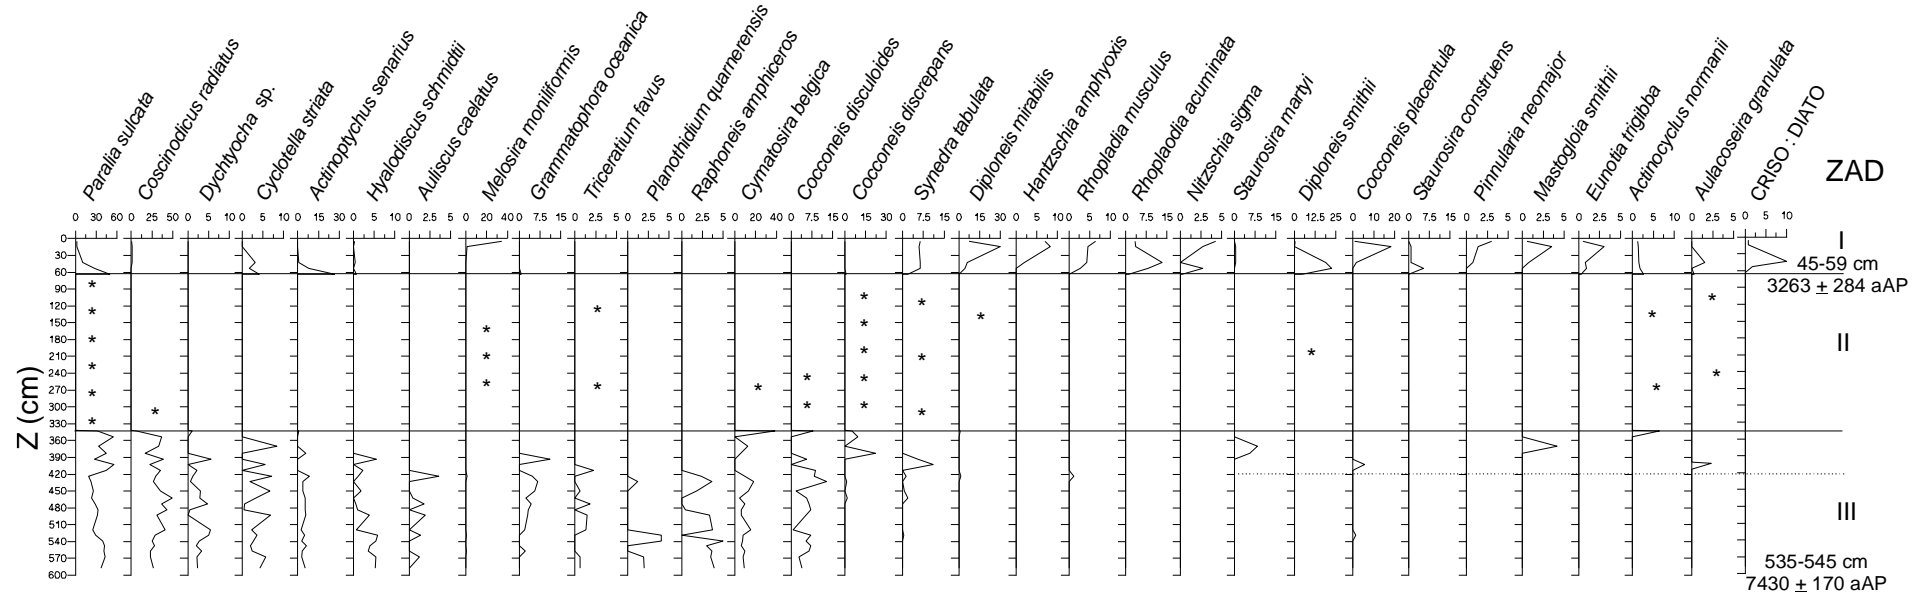 Paralia sulcata
Coscinodicus radiatus
Dychtyocha sp.
Cyclotella striata
Actinoptychus senarius
Hyalodiscus schmidtii
Auliscus caelatus
Melosira moniliformis
Grammatophora oceanica
Triceratium favus
Planothidium quarnerensis
Raphoneis amphiceros
Cymatosira belgica
Cocconeis disculoides
Cocconeis discrepans
Synedra tabulata
Diploneis mirabilis
Hantzschia amphyoxis
Rhopladia musculus
Rhoplaodia acuminata
Nitzschia sigma
Staurosira martyi
Diploneis smithii
Cocconeis placentula
Staurosira construens
Pinnularia neomajor
Mastogloia smithii
Eunotia trigibba
Actinocyclus normanii
Aulacoseira granulata
CRISO : DIATO
ZAD
0 30 60 0 25 50 0 5 10 0 5 10 0 15 30 0 5 10 0 2.5 5 0 20 40 0 7.5 15 0 2.5 5 0 2.5 5 0 2.5 5 0 20 40 0 7.5 15 0 15 30 0 7.5 15 0 15 30 0 5 10 0 5 10 0 7.5 15 0 2.5 5 0 7.5 15 0 12.5 25 0 10 20 0 7.5 15 0 2.5 5 0 2.5 5 0 2.5 5 0 5 10 0 2.5 5 0 5 10
Z (cm)
0
30
60
90
120
150
180
210
240
270
300
330
360
390
420
450
480
510
540
570
600
I
45-59 cm
3263 ± 284 aAP
II
III
535-545 cm
7430 ± 170 aAP